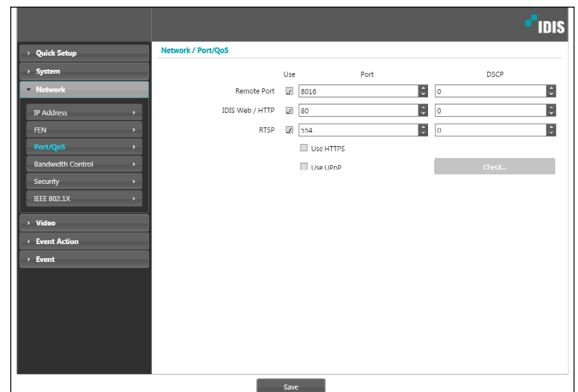 IDIS
Quick Setup
System
Network
IP Address
FEN
Port/QoS
Bandwidth Control
Security
IEEE 802.1X
Video
Event Action
Event
Network / Port/QoS
Use Port DSCP
Remote Port 8016 0
IDIS Web / HTTP 80 0
RTSP 554 0
Use HTTPS
Use UPnP Check...
Save